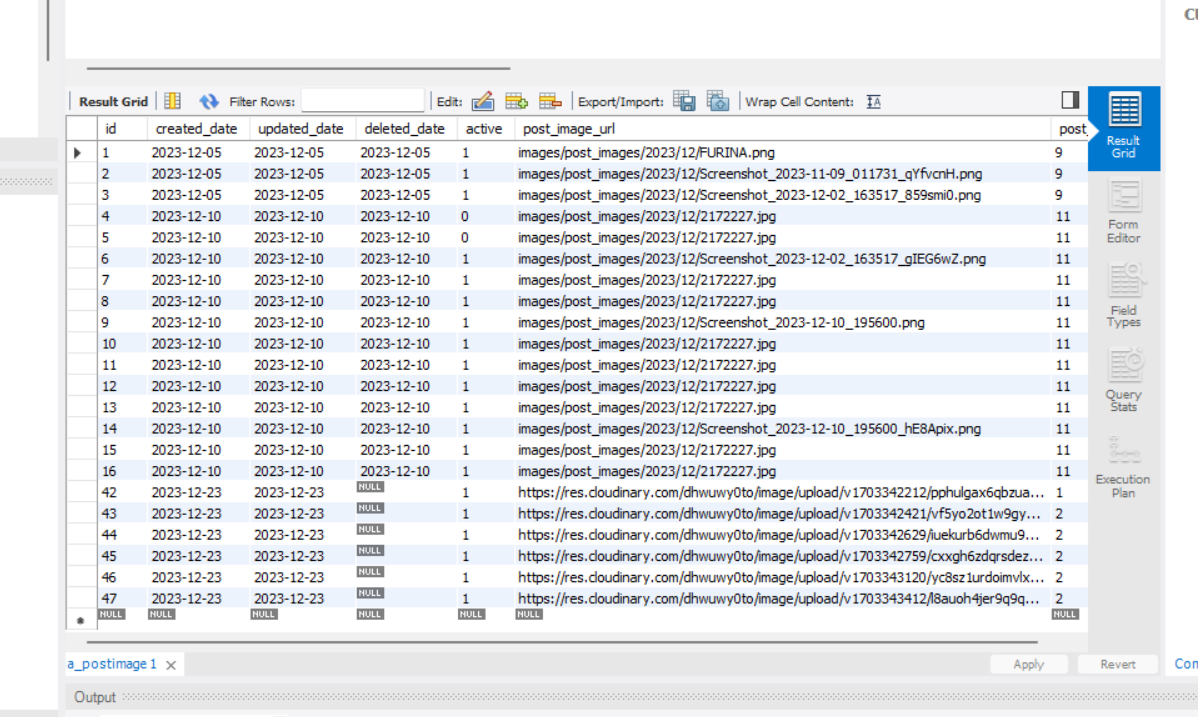 Cu
Result Grid Filter Rows: Edit: Export/Import: Wrap Cell Content: IA
id created_date updated_date deleted_date active post_image_url post_
1 2023-12-05 2023-12-05 2023-12-05 1 images/post_images/2023/12/FURINA.png 9
2 2023-12-05 2023-12-05 2023-12-05 1 images/post_images/2023/12/Screenshot_2023-11-09_011731_qYfvcnH.png 9
3 2023-12-05 2023-12-05 2023-12-05 1 images/post_images/2023/12/Screenshot_2023-12-02_163517_859smi0.png 9
4 2023-12-10 2023-12-10 2023-12-10 0 images/post_images/2023/12/2172227.jpg 11
5 2023-12-10 2023-12-10 2023-12-10 0 images/post_images/2023/12/2172227.jpg 11
6 2023-12-10 2023-12-10 2023-12-10 1 images/post_images/2023/12/Screenshot_2023-12-02_163517_gIEG6wZ.png 11
7 2023-12-10 2023-12-10 2023-12-10 1 images/post_images/2023/12/2172227.jpg 11
8 2023-12-10 2023-12-10 2023-12-10 1 images/post_images/2023/12/2172227.jpg 11
9 2023-12-10 2023-12-10 2023-12-10 1 images/post_images/2023/12/Screenshot_2023-12-10_195600.png 11
10 2023-12-10 2023-12-10 2023-12-10 1 images/post_images/2023/12/2172227.jpg 11
11 2023-12-10 2023-12-10 2023-12-10 1 images/post_images/2023/12/2172227.jpg 11
12 2023-12-10 2023-12-10 2023-12-10 1 images/post_images/2023/12/2172227.jpg 11
13 2023-12-10 2023-12-10 2023-12-10 1 images/post_images/2023/12/2172227.jpg 11
14 2023-12-10 2023-12-10 2023-12-10 1 images/post_images/2023/12/Screenshot_2023-12-10_195600_hE8Apix.png 11
15 2023-12-10 2023-12-10 2023-12-10 1 images/post_images/2023/12/2172227.jpg 11
16 2023-12-10 2023-12-10 2023-12-10 1 images/post_images/2023/12/2172227.jpg 11
42 2023-12-23 2023-12-23 NULL 1 https://res.cloudinary.com/dhwuwy0to/image/upload/v1703342212/pphulgax6qbzua... 1
43 2023-12-23 2023-12-23 NULL 1 https://res.cloudinary.com/dhwuwy0to/image/upload/v1703342421/vf5yo2ot1w9gy... 2
44 2023-12-23 2023-12-23 NULL 1 https://res.cloudinary.com/dhwuwy0to/image/upload/v1703342629/iuekurb6dwmu9... 2
45 2023-12-23 2023-12-23 NULL 1 https://res.cloudinary.com/dhwuwy0to/image/upload/v1703342759/cxxgh6zdqrsdez... 2
46 2023-12-23 2023-12-23 NULL 1 https://res.cloudinary.com/dhwuwy0to/image/upload/v1703343120/yc8sz1urdoimvlx... 2
47 2023-12-23 2023-12-23 NULL 1 https://res.cloudinary.com/dhwuwy0to/image/upload/v1703343412/l8auoh4jer9q9q... 2
NULL NULL NULL NULL NULL NULL NULL
Result
Grid
Form
Editor
Field
Types
Query
Stats
Execution
Plan
a_postimage 1 Apply Revert Con
Output